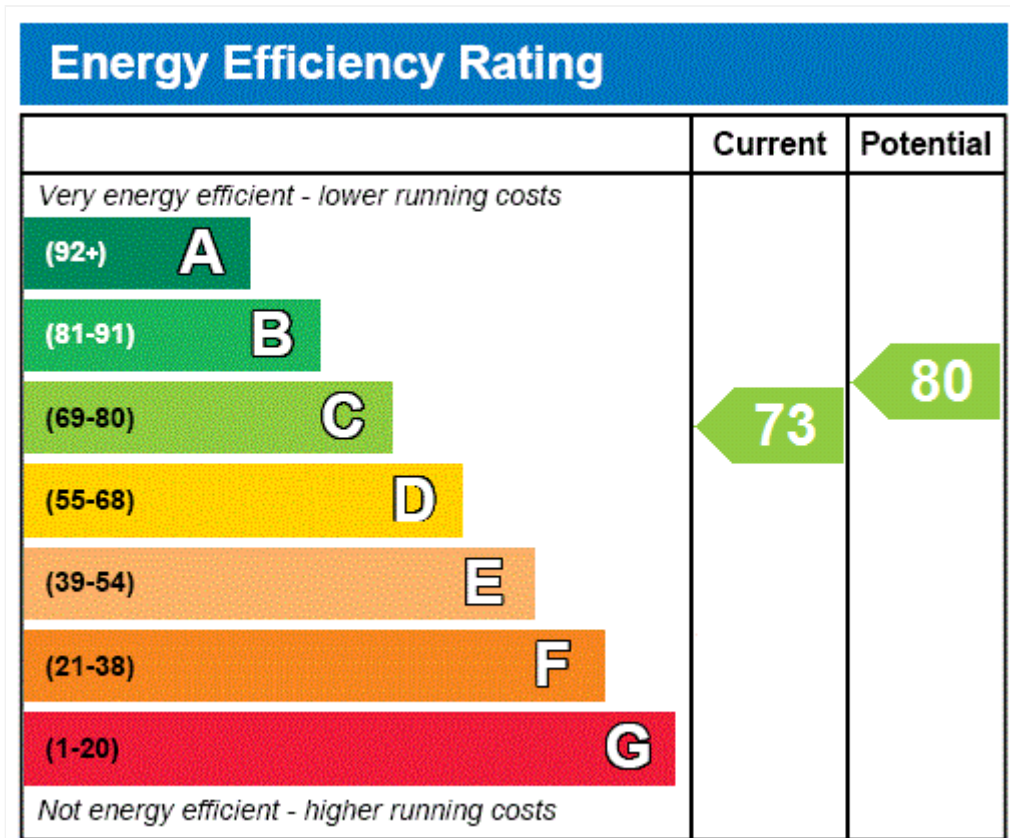 Energy Efficiency Rating
Current Potential
Very energy efficient - lower running costs
(92+) A
(81-91) B
80
(69-80) C
73
(55-68) D
(39-54) E
(21-38) F
(1-20) G
Not energy efficient - higher running costs